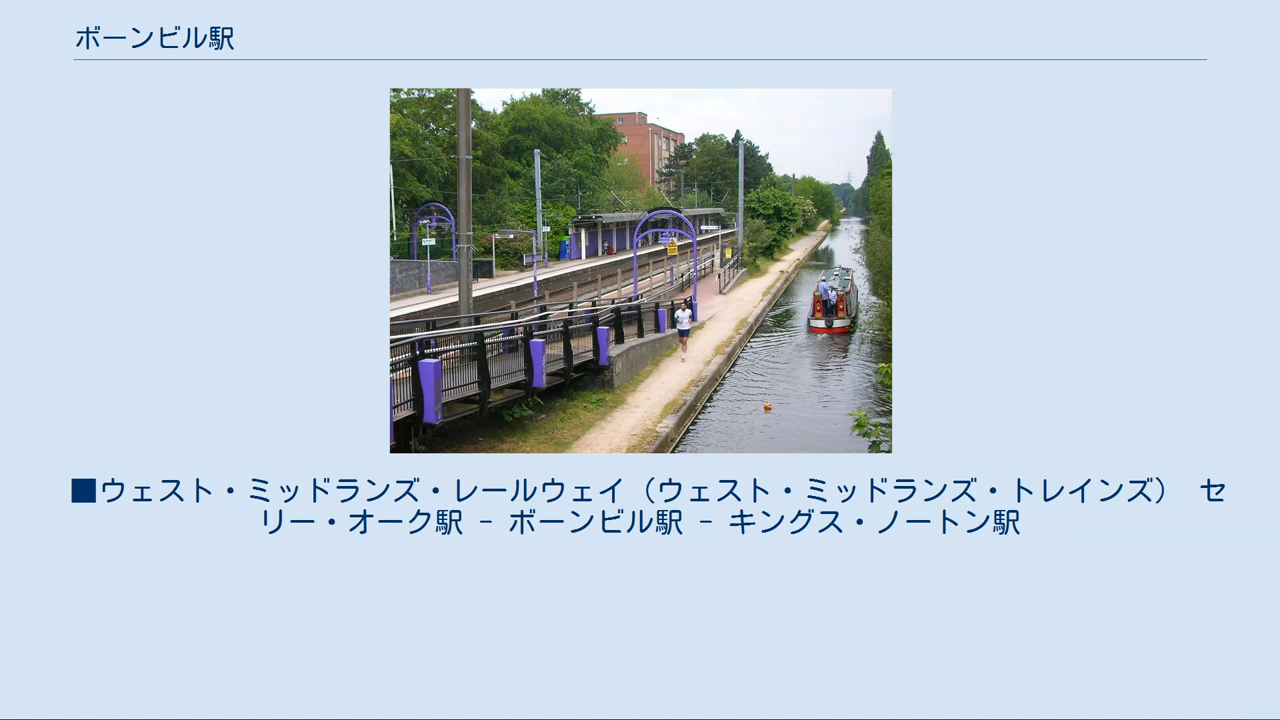 ボーンビル駅
■ウェスト・ミッドランズ・レールウェイ（ウェスト・ミッドランズ・トレインズ） セ
リー・オーク駅 - ボーンビル駅 - キングス・ノートン駅